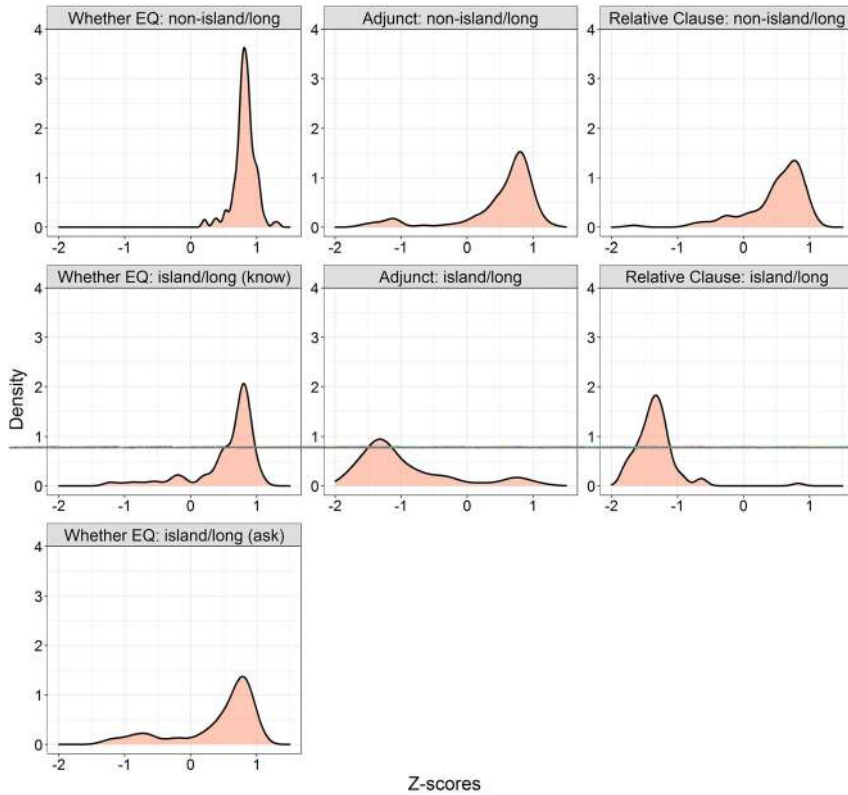 Whether EQ: non-island/long Adjunct: non-island/long Relative Clause: non-island/long
4 4 4
3 3 3
2 2 2
1 1 1
0 0 0
-2 -1 0 1 -2 -1 0 1 -2 -1 0 1
Whether EQ: island/long (know) Adjunct: island/long Relative Clause: island/long
4 4 4
3 3 3
2 2 2
1 1 1
0 0 0
-2 -1 0 1 -2 -1 0 1 -2 -1 0 1
Density
Whether EQ: island/long (ask)
4
3
2
1
0
-2 -1 0 1
Z-scores